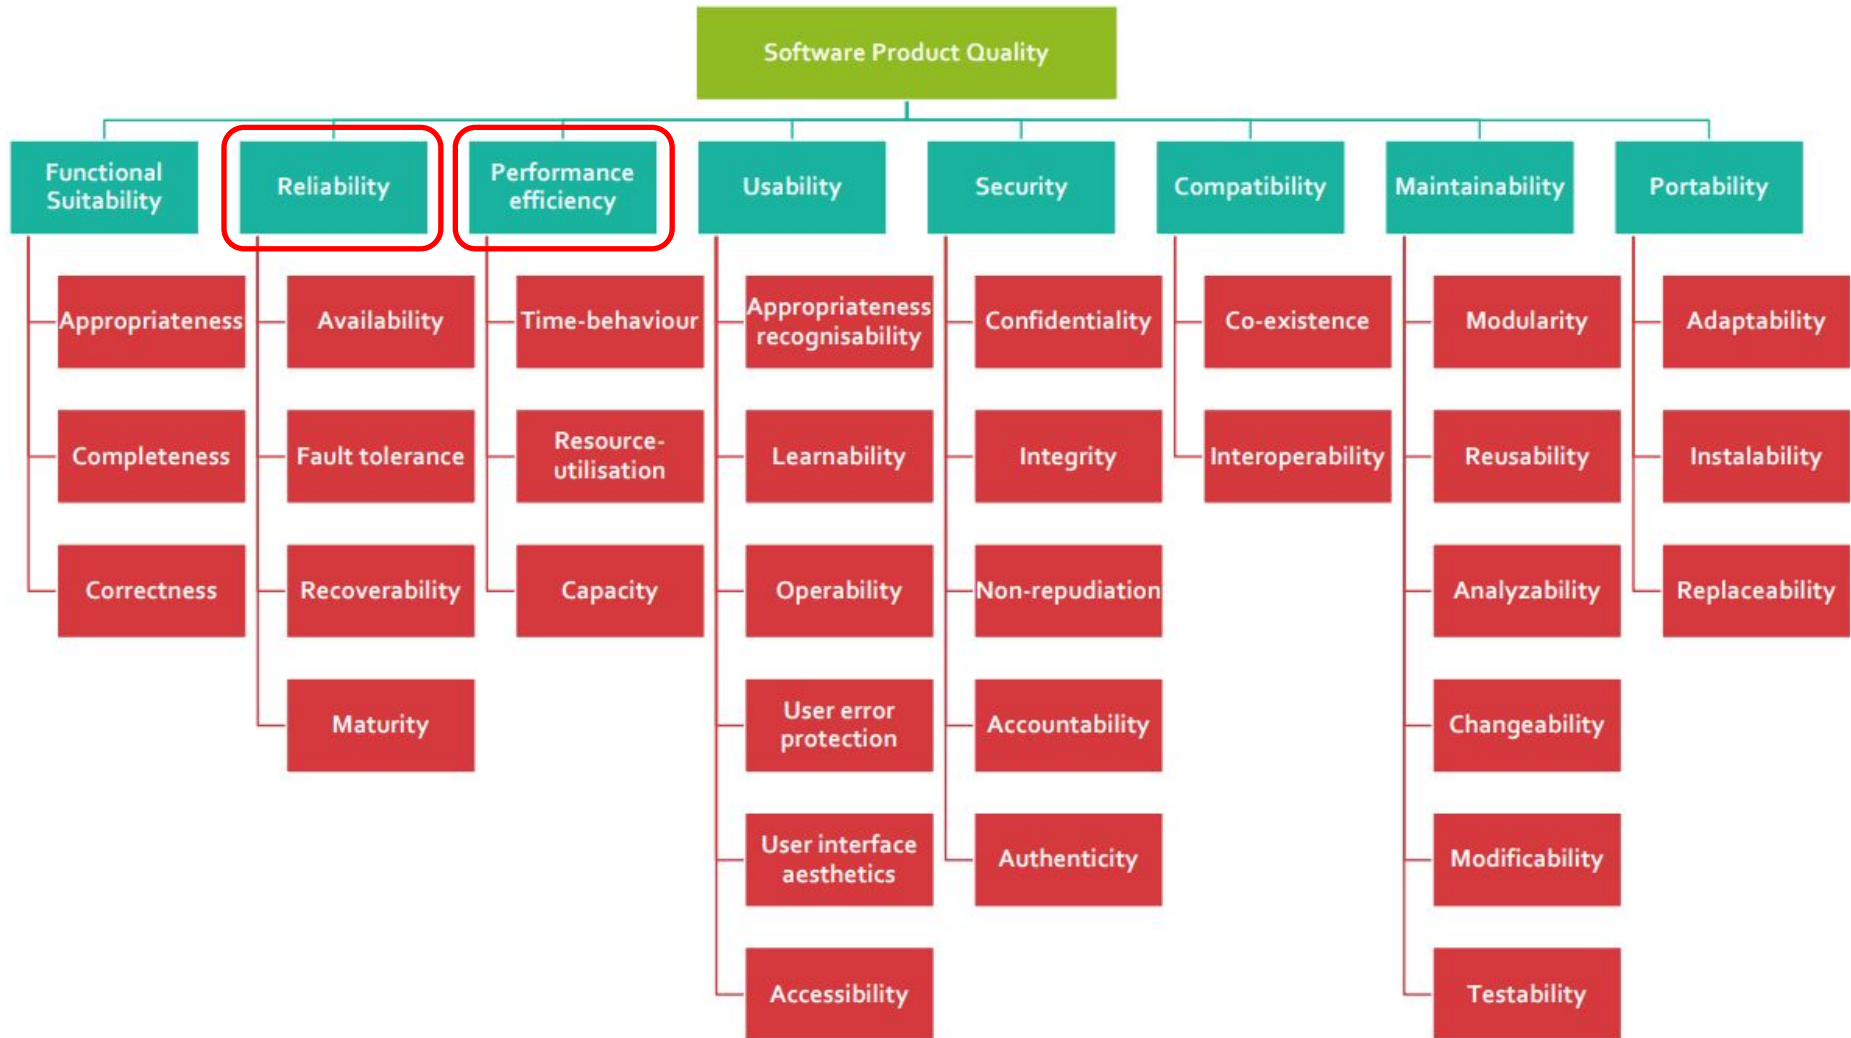 Software Product Quality
Functional
Suitability
Reliability
Performance
efficiency
Usability
Security
Compatibility
Maintainability
Portability
Appropriateness
Availability
Time-behaviour
Appropriateness
recognisability
Confidentiality
Co-existence
Modularity
Adaptability
Completeness
Fault tolerance
Resource-
utilisation
Learnability
Integrity
Interoperability
Reusability
Instalability
Correctness
Recoverability
Capacity
Operability
Non-repudiation
Analyzability
Replaceability
Maturity
User error
protection
Accountability
Changeability
User interface
aesthetics
Authenticity
Modificability
Accessibility
Testability